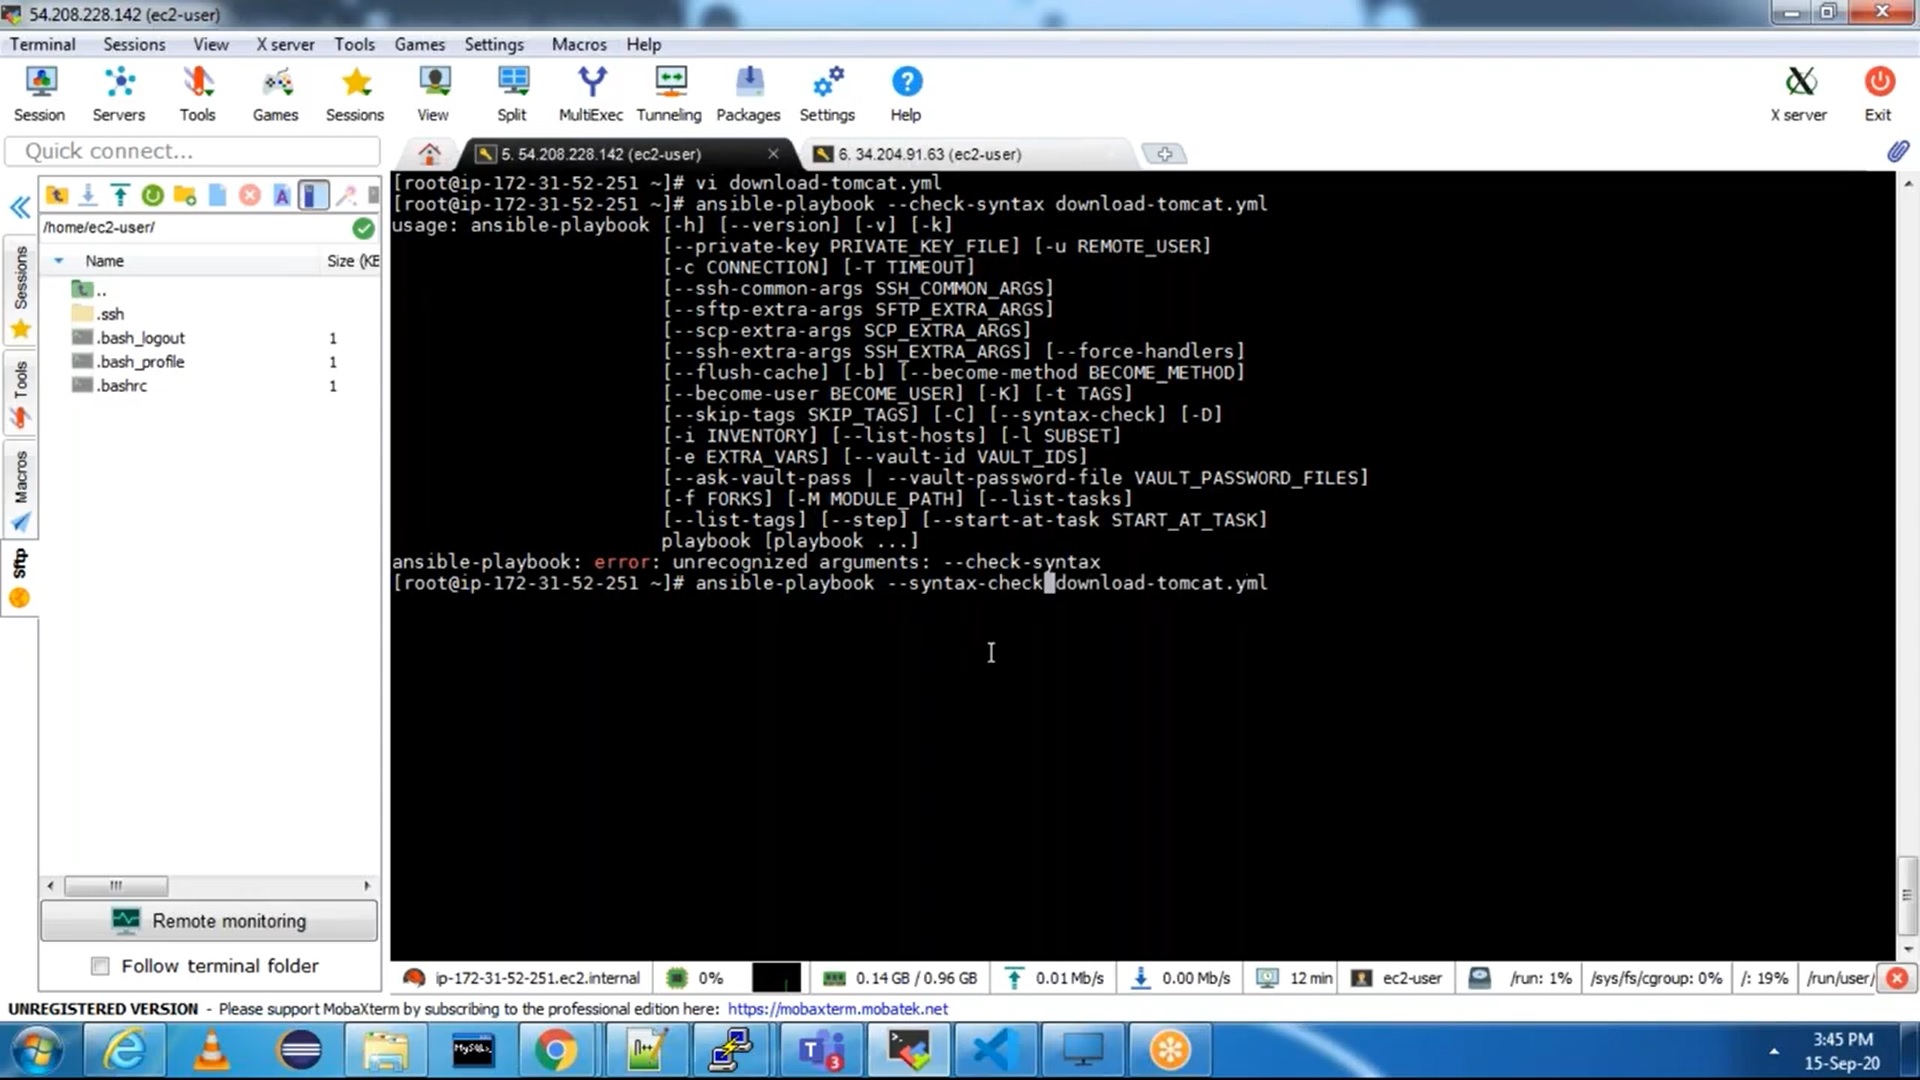 54.208.228.142 (ec2-user)
Terminal Sessions View X server Tools Games Settings Macros Help
Session Servers Tools Games Sessions View Split MultiExec Tunneling Packages Settings Help X server Exit
Quick connect...
5. 54.208.228.142 (ec2-user)
6. 34.204.91.63 (ec2-user)
/home/ec2-user/
Name Size (KE
..
.ssh
.bash_logout 1
.bash_profile 1
.bashrc 1
Sessions
Tools
Macros
Sftp
Remote monitoring
Follow terminal folder
[root@ip-172-31-52-251 ~]# vi download-tomcat.yml
[root@ip-172-31-52-251 ~]# ansible-playbook --check-syntax download-tomcat.yml
usage: ansible-playbook [-h] [--version] [-v] [-k]
[--private-key PRIVATE_KEY_FILE] [-u REMOTE_USER]
[-c CONNECTION] [-T TIMEOUT]
[--ssh-common-args SSH_COMMON_ARGS]
[--sftp-extra-args SFTP_EXTRA_ARGS]
[--scp-extra-args SCP_EXTRA_ARGS]
[--ssh-extra-args SSH_EXTRA_ARGS] [--force-handlers]
[--flush-cache] [-b] [--become-method BECOME_METHOD]
[--become-user BECOME_USER] [-K] [-t TAGS]
[--skip-tags SKIP_TAGS] [-C] [--syntax-check] [-D]
[-i INVENTORY] [--list-hosts] [-l SUBSET]
[-e EXTRA_VARS] [--vault-id VAULT_IDS]
[--ask-vault-pass | --vault-password-file VAULT_PASSWORD_FILES]
[-f FORKS] [-M MODULE_PATH] [--list-tasks]
[--list-tags] [--step] [--start-at-task START_AT_TASK]
playbook [playbook ...]
ansible-playbook: error: unrecognized arguments: --check-syntax
[root@ip-172-31-52-251 ~]# ansible-playbook --syntax-check download-tomcat.yml
ip-172-31-52-251.ec2.internal 0% 0.14 GB / 0.96 GB 0.01 Mb/s 0.00 Mb/s 12 min ec2-user /run: 1% /sys/fs/cgroup: 0% /: 19% /run/user/
UNREGISTERED VERSION - Please support MobaXterm by subscribing to the professional edition here: https://mobaxterm.mobatek.net
MySQL
N++
T
3
3:45 PM
15-Sep-20